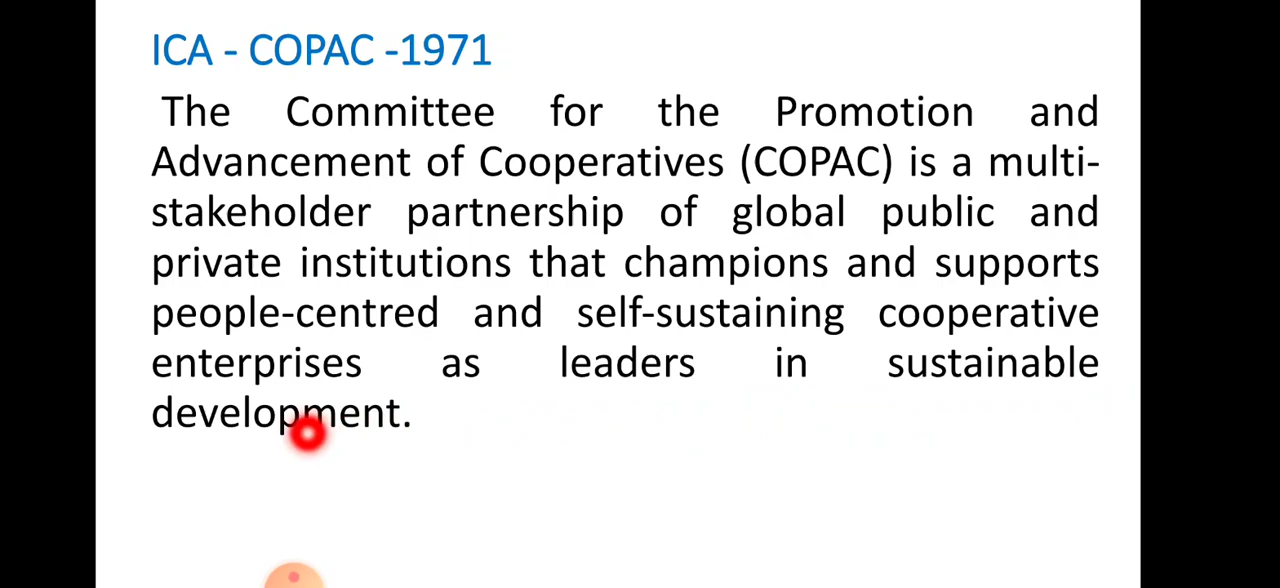 ICA - COPAC -1971
The Committee for the Promotion and
Advancement of Cooperatives (COPAC) is a multi-
stakeholder partnership of global public and
private institutions that champions and supports
people-centred and self-sustaining cooperative
enterprises as leaders in sustainable
development.